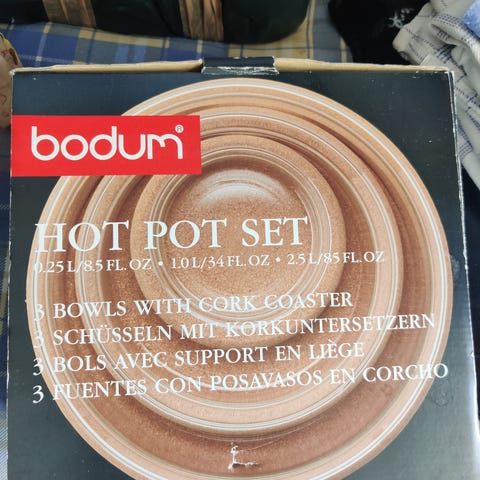 bodum®
HOT POT SET
0.25 L/8.5 FL. OZ • 1.0 L/34 FL. OZ • 2.5 L/85 FL. OZ
3 BOWLS WITH CORK COASTER
3 SCHÜSSELN MIT KORKUNTERSETZERN
3 BOLS AVEC SUPPORT EN LIÈGE
3 FUENTES CON POSAVASOS EN CORCHO